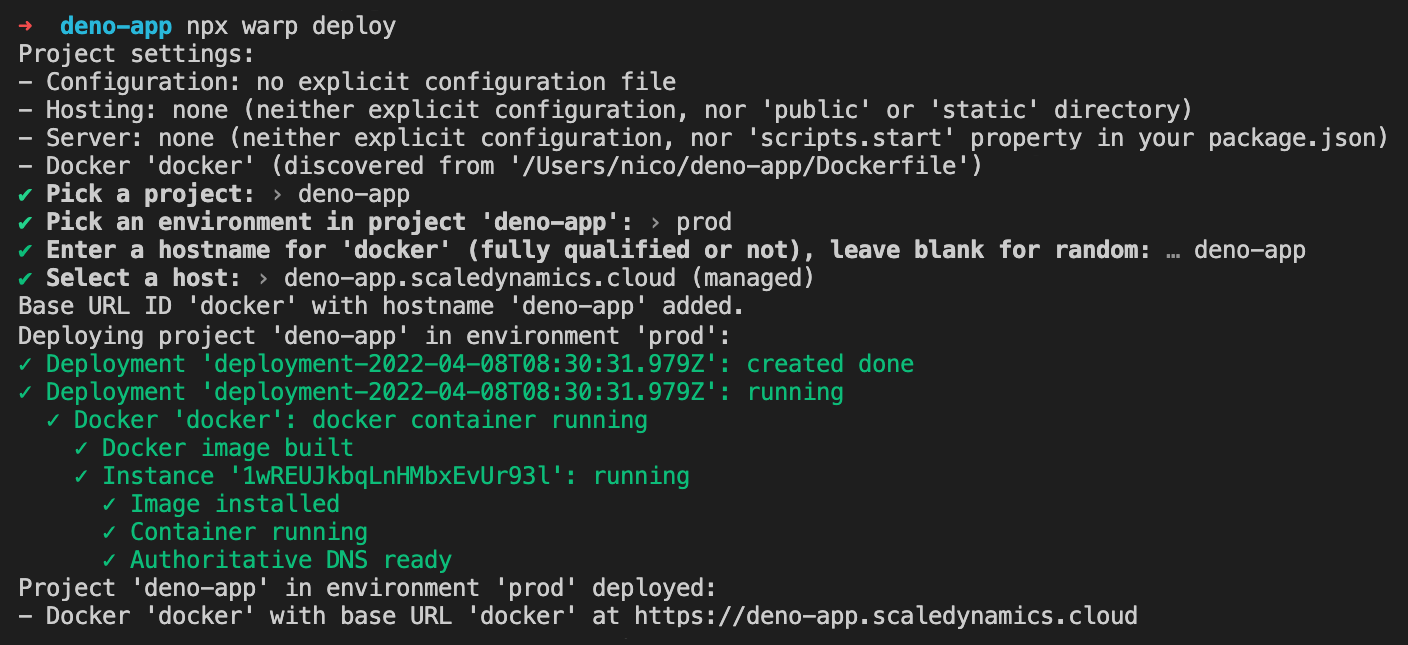 ➜  deno-app npx warp deploy
Project settings:
– Configuration: no explicit configuration file
– Hosting: none (neither explicit configuration, nor 'public' or 'static' directory)
– Server: none (neither explicit configuration, nor 'scripts.start' property in your package.json)
– Docker 'docker' (discovered from '/Users/nico/deno-app/Dockerfile')
✔ Pick a project: › deno-app
✔ Pick an environment in project 'deno-app': › prod
✔ Enter a hostname for 'docker' (fully qualified or not), leave blank for random: … deno-app
✔ Select a host: › deno-app.scaledynamics.cloud (managed)
Base URL ID 'docker' with hostname 'deno-app' added.
Deploying project 'deno-app' in environment 'prod':
✓ Deployment 'deployment-2022-04-08T08:30:31.979Z': created done
✓ Deployment 'deployment-2022-04-08T08:30:31.979Z': running
  ✓ Docker 'docker': docker container running
    ✓ Docker image built
    ✓ Instance '1wREUJkbqLnHMbxEvUr93l': running
      ✓ Image installed
      ✓ Container running
      ✓ Authoritative DNS ready
Project 'deno-app' in environment 'prod' deployed:
– Docker 'docker' with base URL 'docker' at https://deno-app.scaledynamics.cloud